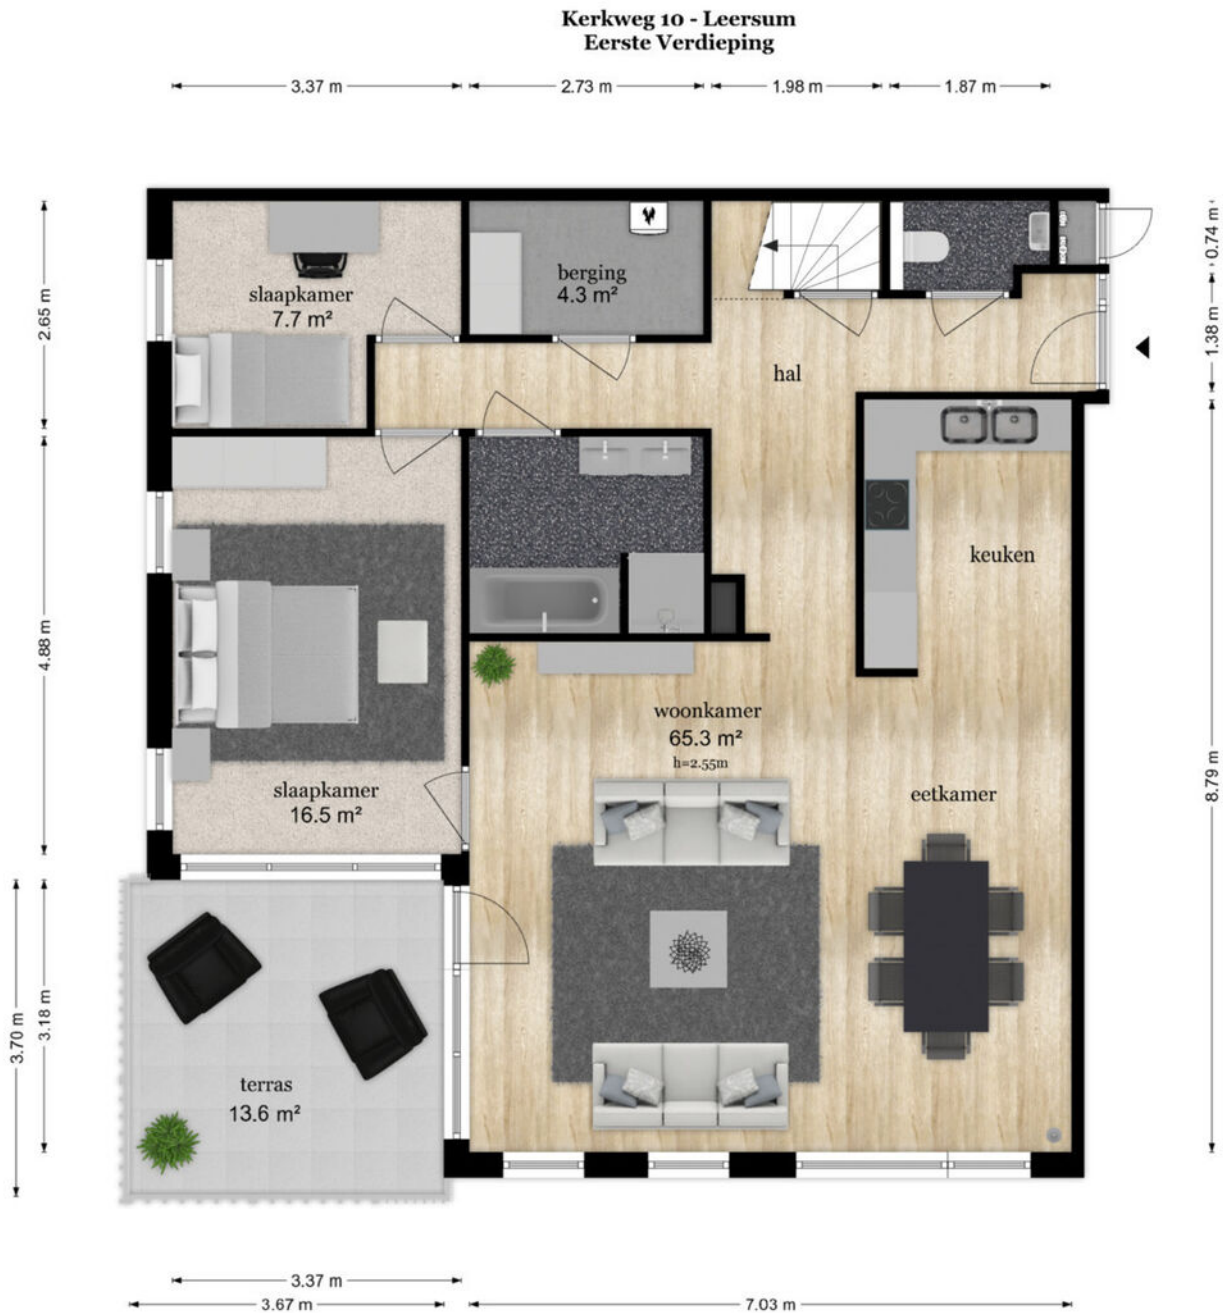 Kerkweg 10 - Leersum
Eerste Verdieping
3.37 m
2.73 m
1.98 m
1.87 m
2.65 m
0.74 m
1.38 m
slaapkamer
7.7 m²
berging
4.3 m²
hal
4.88 m
keuken
woonkamer
65.3 m²
h=2.55m
slaapkamer
16.5 m²
eetkamer
8.79 m
3.70 m
3.18 m
terras
13.6 m²
3.37 m
3.67 m
7.03 m